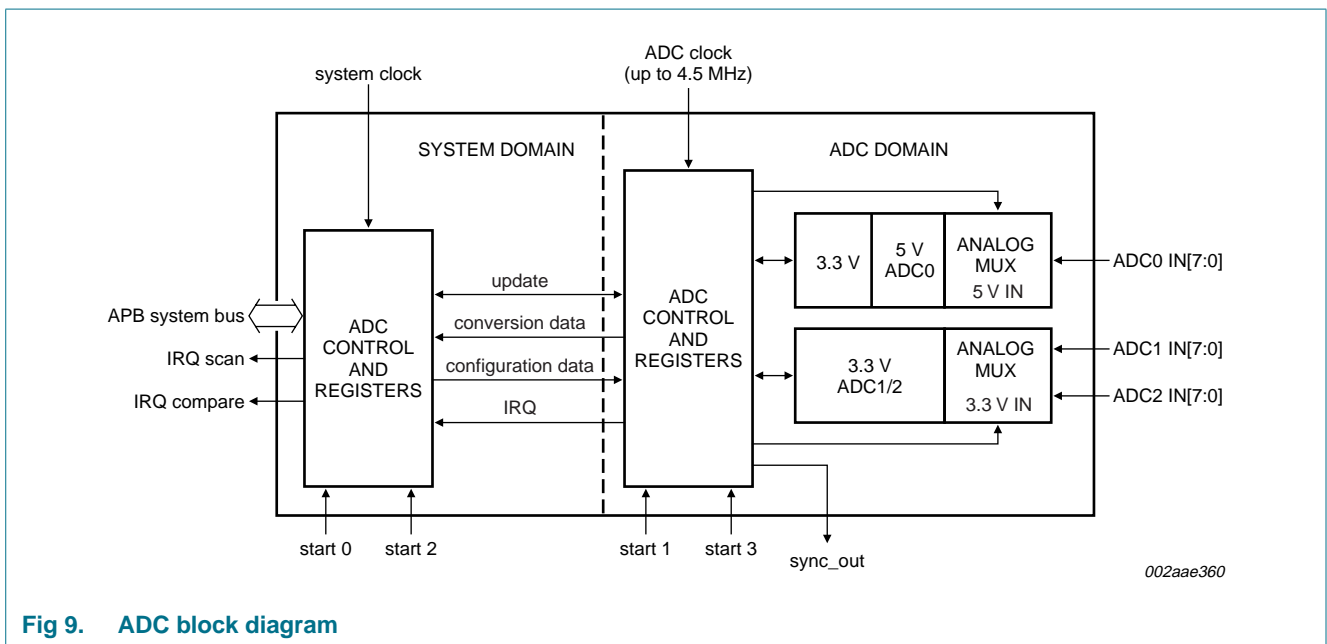 ADC clock
(up to 4.5 MHz)
system clock
SYSTEM DOMAIN
ADC DOMAIN
3.3 V
5 V
ADC0
ANALOG
MUX
5 V IN
ADC0 IN[7:0]
update
APB system bus
ADC
CONTROL
AND
REGISTERS
conversion data
ADC
CONTROL
AND
REGISTERS
IRQ scan
configuration data
3.3 V
ADC1/2
ANALOG
MUX
3.3 V IN
ADC1 IN[7:0]
ADC2 IN[7:0]
IRQ compare
IRQ
start 0
start 2
start 1
start 3
sync_out
002aae360
Fig 9. ADC block diagram